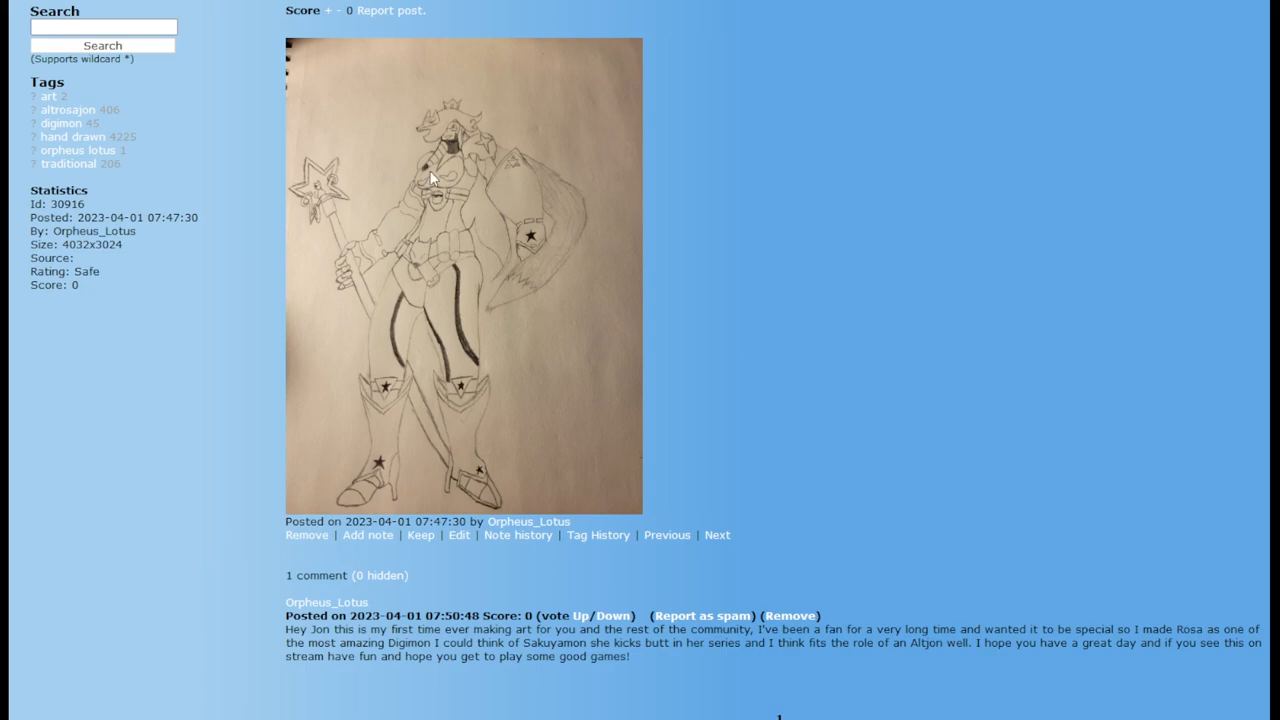 Search
Search
(Supports wildcard *)
Tags
? art 2
? altrosajon 406
? digimon 45
? hand drawn 4225
? orpheus lotus 1
? traditional 206
Statistics
Id: 30916
Posted: 2023-04-01 07:47:30
By: Orpheus_Lotus
Size: 4032x3024
Source:
Rating: Safe
Score: 0
Score + - 0 Report post.
Posted on 2023-04-01 07:47:30 by Orpheus_Lotus
Remove | Add note | Keep | Edit | Note history | Tag History | Previous | Next
1 comment (0 hidden)
Orpheus_Lotus
Posted on 2023-04-01 07:50:48 Score: 0 (vote Up/Down) (Report as spam) (Remove)
Hey Jon this is my first time ever making art for you and the rest of the community, I've been a fan for a very long time and wanted it to be special so I made Rosa as one of
the most amazing Digimon I could think of Sakuyamon she kicks butt in her series and I think fits the role of an AltJon well. I hope you have a great day and if you see this on
stream have fun and hope you get to play some good games!
1